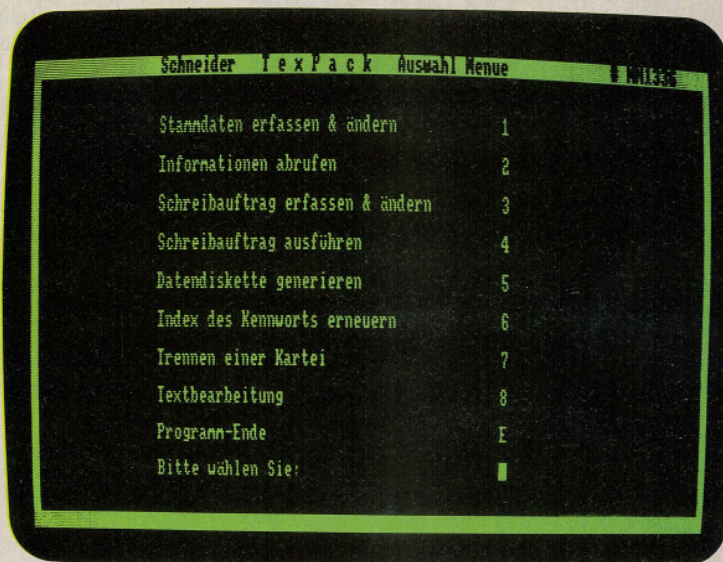 Schneider T e x P a c k Auswahl Menue # MM1336
Stammdaten erfassen & ändern 1
Informationen abrufen 2
Schreibauftrag erfassen & ändern 3
Schreibauftrag ausführen 4
Datendiskette generieren 5
Index des Kennworts erneuern 6
Trennen einer Kartei 7
Textbearbeitung 8
Programm-Ende E
Bitte wählen Sie: